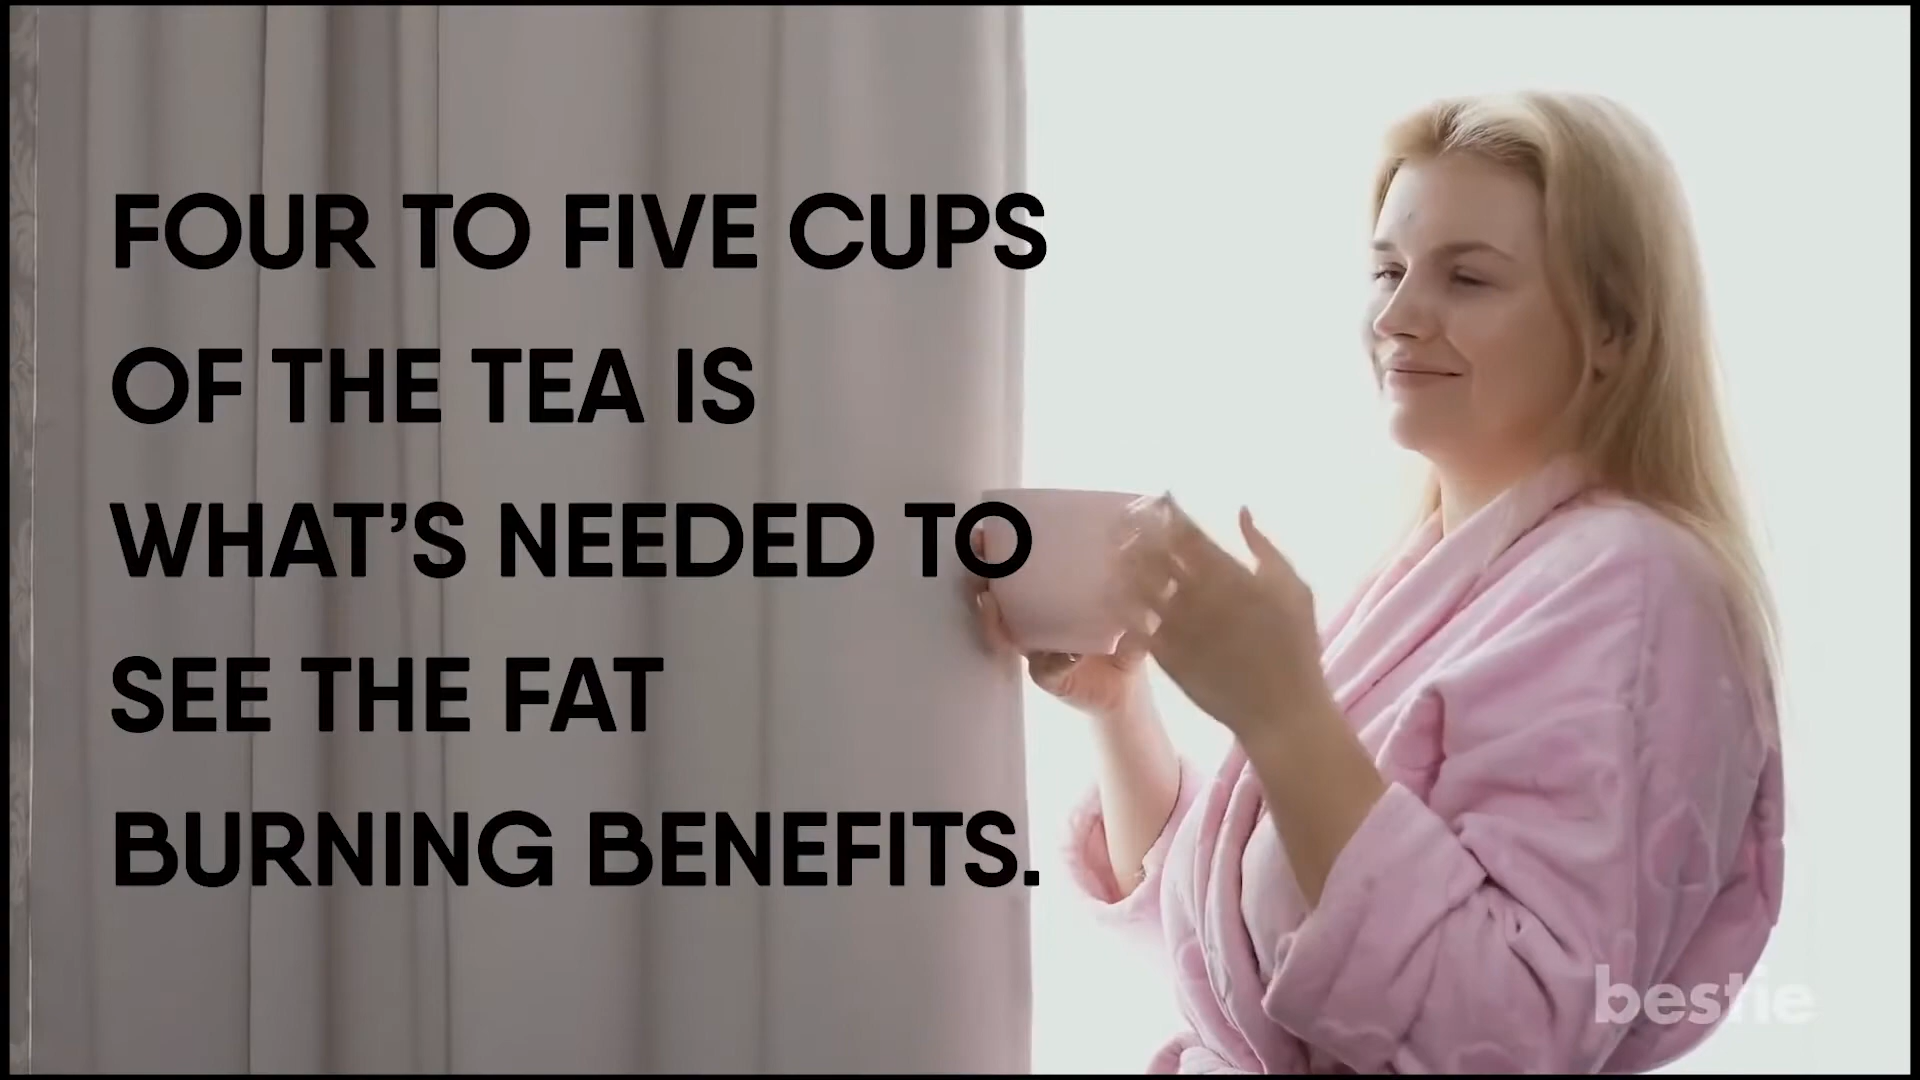 FOUR TO FIVE CUPS
OF THE TEA IS
WHAT’S NEEDED TO
SEE THE FAT
BURNING BENEFITS.
bestie